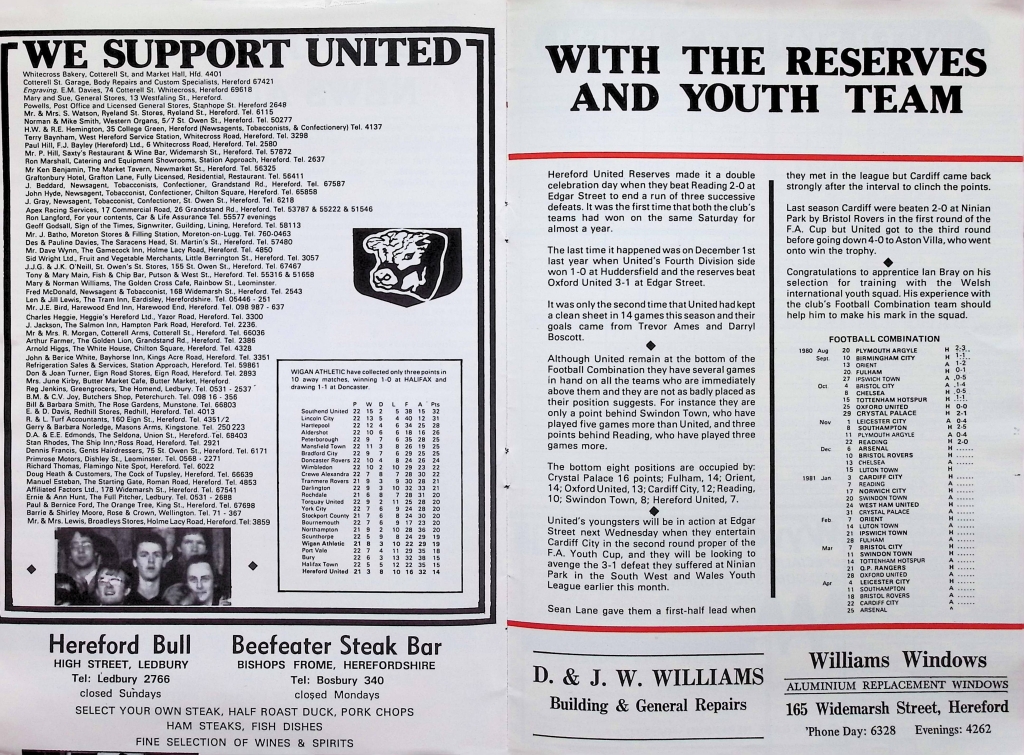 WE SUPPORT UNITED
Whitecross Bakery, Cotterell St, and Market Hall, Hfd. 4401
Cotterell St. Garage, Body Repairs and Custom Specialists, Hereford 67421
Engraving. E.M. Davies, 74 Cotterell St. Whitecross, Hereford 69618
Mary and Sue, General Stores, 13 Westfaling St., Hereford.
Powells, Post Office and Licensed General Stores, Stanhope St. Hereford 2648
Mr. & Mrs. S. Watson, Ryeland St. Stores, Ryeland St., Hereford. Tel. 6115
Norman & Mike Smith, Western Organs, 5/7 St. Owen St., Hereford Tel. 50277
H.W. & R.E. Hemington, 35 College Green, Hereford (Newsagents, Tobacconists, & Confectionery) Tel. 4137
Terry Baynham, West Hereford Service Station, Whitecross Road, Hereford. Tel. 3298
Paul Hill, F.J. Bayley (Hereford) Ltd., 6 Whitecross Road, Hereford. Tel. 2580
Mr. P. Hill, Saxty's Restaurant & Wine Bar, Widemarsh St., Hereford Tel. 57872
Ron Marshall, Catering and Equipment Showrooms, Station Approach, Hereford. Tel. 2637
Mr Ken Benjamin, The Market Tavern, Newmarket St., Hereford, Tel. 56325
Graftonbury Hotel, Grafton Lane, Fully Licensed, Residential, Restaurant. Tel. 56411
J. Beddard, Newsagent, Tobacconists, Confectioner, Grandstand Rd., Hereford. Tel. 67587
John Hyde, Newsagent, Tobacconist, Confectioner, Chilton Square, Hereford. Tel. 65858
J. Gray, Newsagent, Tobacconist, Confectioner, St. Owen St., Hereford Tel. 6218
Apex Racing Services, 17 Commercial Road, 26 Grandstand Rd., Hereford. Tel. 53787 & 55222 & 51546
Ron Langford, For your contents, Car & Life Assurance Tel. 55777 evenings
Geoff Godsall, Sign of the Times, Signwriter, Guilding, Lining, Hereford Tel. 58113
Mr. J. Batho, Moreton Stores & Filling Station, Moreton-on-Lugg. Tel. 760-0463
Des & Pauline Davies, The Saracens Head, St. Martin's St., Hereford. Tel. 57480
Mr. Dave Wynn, The Gamecock Inn, Holme Lacy Road, Hereford. Tel. 4850
Sid Wright Ltd., Fruit and Vegetable Merchants, Little Berrington St., Hereford Tel. 3057
J.J.G. & J.K. O'Neill, St. Owen's St. Stores, 155 St. Owen St., Hereford Tel. 67467
Tony & Mary Main, Fish & Chip Bar, Putson & West St., Hereford, Tel. 55316 & 51658
Mary & Norman Williams, The Golden Cross Cafe, Rainbow St., Leominster.
Fred McDonald, Newsagent & Tobacconist, 168 Widemarsh St., Hereford Tel. 2543
Len & Jill Lewis, The Tram Inn, Eardsley, Herefordshire. Tel. 05446 - 251
Mr. J.E. Bird, Harewood End Inn, Harewood End, Hereford Tel. 098 987 - 637
Charles Heggie, Heggie's Hereford Ltd., Yazor Road, Hereford. Tel. 3300
J. Jackson, The Salmon Inn, Hampton Park Road, Hereford. Tel. 2236.
Mr & Mrs. R. Morgan, Cotterell Arms, Cotterell St., Hereford Tel. 66036
Arthur Farmer, The Golden Lion, Grandstand Rd., Hereford Tel. 2386
Arnold Higgs, The White House, Chilton Square, Hereford Tel. 4328
John & Berice White, Bayhorse Inn, Kings Acre Road, Hereford Tel. 3351
Refrigeration Sales & Services, Station Approach, Hereford. Tel. 59861
Don & Joan Turner, Eign Road Stores, Eign Road, Hereford Tel. 2893
Mrs. June Kirby, Butter Market Cafe, Butter Market, Hereford
Reg Jenkins, Greengrocers, The Homend, Ledbury. Tel. 0531 - 2537
B.M. & C.V. Joy, Butchers Shop, Peterchurch. Tel. 098 16 - 356
Bill & Barbara Smith, The Rose Gardens, Munstone. Tel. 66803
E. & D. Davies, Redhill Stores, Redhill, Hereford. Tel. 4013
R. & L. Turf Accountants, 160 Eign St., Hereford Tel. 4351/2
Gerry & Barbara Norledge, Masons Arms, Kingstone. Tel. 250 223
D.A. & E.E. Edmonds, The Seldona, Union St., Hereford Tel. 68403
Stan Rhodes, The Ship Inn, Ross Road, Hereford Tel. 2921
Dennis Francis, Gents Hairdressers, 75 St. Owen St., Hereford Tel. 6171
Primrose Motors, Dishley St., Leominster. Tel. 0568 - 2271
Richard Thomas, Flamingo Nite Spot, Hereford. Tel. 6022
Doug Heath & Customers, The Cock of Tupsley, Hereford Tel. 66639
Manuel Esteban, The Starting Gate, Roman Road, Hereford Tel. 4853
Affiliated Factors Ltd., 178 Widemarsh St., Hereford Tel. 67541
Ernie & Ann Hunt, The Full Pitcher, Ledbury. Tel. 0531 - 2688
Paul & Bernice Ford, The Orange Tree, King St., Hereford Tel. 67698
Barrie & Shirley Moore, Rose & Crown, Wellington. Tel. 71 - 367
Mr. & Mrs. Lewis, Broadleys Stores, Holme Lacy Road, Hereford Tel: 3859
WIGAN ATHLETIC have collected only three points in
10 away matches, winning 1-0 at HALIFAX and
drawing 1-1 at Doncaster.
P W D L F A Pts
Southend United 22 15 2 5 38 15 32
Lincoln City 22 13 5 4 40 12 31
Hartlepool 22 12 4 6 34 25 28
Aldershot 22 10 6 6 18 16 26
Peterborough 22 9 7 6 35 28 25
Mansfield Town 22 11 3 8 26 19 25
Bradford City 22 9 7 6 29 25 25
Doncaster Rovers 22 10 4 8 24 26 24
Wimbledon 22 10 2 10 29 23 22
Crewe Alexandra 22 7 8 7 28 30 22
Tranmere Rovers 21 9 3 9 30 28 21
Darlington 22 9 3 10 32 33 21
Rochdale 21 6 8 7 28 31 20
Torquay United 22 9 2 11 25 28 20
York City 22 7 6 9 24 28 20
Stockport County 21 7 6 8 24 30 20
Bournemouth 22 7 6 9 17 23 20
Northampton 21 9 2 10 28 36 20
Scunthorpe 22 5 9 8 24 29 19
Wigan Athletic 21 8 3 10 22 29 19
Port Vale 22 7 4 11 29 35 18
Bury 22 6 3 13 32 38 15
Halifax Town 22 5 5 12 22 35 15
Hereford United 21 3 8 10 16 32 14
Hereford Bull
HIGH STREET, LEDBURY
Tel: Ledbury 2766
closed Sundays
Beefeater Steak Bar
BISHOPS FROME, HEREFORDSHIRE
Tel: Bosbury 340
closed Mondays
SELECT YOUR OWN STEAK, HALF ROAST DUCK, PORK CHOPS
HAM STEAKS, FISH DISHES
FINE SELECTION OF WINES & SPIRITS
WITH THE RESERVES
AND YOUTH TEAM
Hereford United Reserves made it a double
celebration day when they beat Reading 2-0 at
Edgar Street to end a run of three successive
defeats. It was the first time that both the club's
teams had won on the same Saturday for
almost a year.
The last time it happened was on December 1st
last year when United's Fourth Division side
won 1-0 at Huddersfield and the reserves beat
Oxford United 3-1 at Edgar Street.
It was only the second time that United had kept
a clean sheet in 14 games this season and their
goals came from Trevor Ames and Darryl
Boscott.
Although United remain at the bottom of the
Football Combination they have several games
in hand on all the teams who are immediately
above them and they are not as badly placed as
their position suggests. For instance they are
only a point behind Swindon Town, who have
played five games more than United, and three
points behind Reading, who have played three
games more.
The bottom eight positions are occupied by:
Crystal Palace 16 points; Fulham, 14; Orient,
14; Oxford United, 13; Cardiff City, 12; Reading,
10; Swindon Town, 8; Hereford United, 7.
United's youngsters will be in action at Edgar
Street next Wednesday when they entertain
Cardiff City in the second round proper of the
F.A. Youth Cup, and they will be looking to
avenge the 3-1 defeat they suffered at Ninian
Park in the South West and Wales Youth
League earlier this month.
Sean Lane gave them a first-half lead when
they met in the league but Cardiff came back
strongly after the interval to clinch the points.
Last season Cardiff were beaten 2-0 at Ninian
Park by Bristol Rovers in the first round of the
F.A. Cup but United got to the third round
before going down 4-0 to Aston Villa, who went
onto win the trophy.
Congratulations to apprentice Ian Bray on his
selection for training with the Welsh
international youth squad. His experience with
the club's Football Combination team should
help him to make his mark in the squad.
FOOTBALL COMBINATION
1980 Aug 20 PLYMOUTH ARGYLE H 2-3
Sept. 10 BIRMINGHAM CITY H 1-1
13 ORIENT A 1-2
20 FULHAM H 0-1
27 IPSWICH TOWN A 0-5
Oct 4 BRISTOL CITY A 1-4
8 CHELSEA H 3-5
15 TOTTENHAM HOTSPUR H 1-1
25 OXFORD UNITED H 0-0
29 CRYSTAL PALACE H 2-1
Nov 1 LEICESTER CITY A 0-4
8 SOUTHAMPTON H 2-5
11 PLYMOUTH ARGYLE A 0-4
22 READING H 2-0
Dec 6 ARSENAL H ......
10 BRISTOL ROVERS H ......
13 CHELSEA A ......
15 LUTON TOWN H
1981 Jan 3 CARDIFF CITY H ......
7 READING A ......
17 NORWICH CITY H ......
20 SWINDON TOWN A ......
24 WEST HAM UNITED H ......
31 CRYSTAL PALACE A ......
Feb 7 ORIENT H ......
14 LUTON TOWN A ......
21 IPSWICH TOWN H ......
28 FULHAM A ......
Mar 7 BRISTOL CITY H ......
11 SWINDON TOWN H ......
14 TOTTENHAM HOTSPUR A ......
21 Q.P. RANGERS H ......
28 OXFORD UNITED A ......
Apr 4 LEICESTER CITY H ......
11 SOUTHAMPTON A ......
18 BRISTOL ROVERS A ......
22 CARDIFF CITY A ......
25 ARSENAL A ......
D. & J. W. WILLIAMS
Building & General Repairs
Williams Windows
ALUMINIUM REPLACEMENT WINDOWS
165 Widemarsh Street, Hereford
'Phone Day: 6328 Evenings: 4262